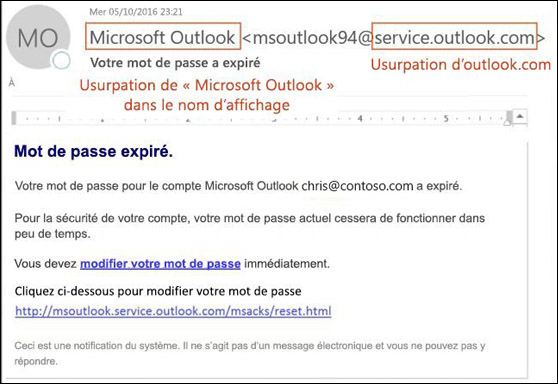 Mer 05/10/2016 23:21
MO
Microsoft Outlook <msoutlook94@service.outlook.com>
Votre mot de passe a expiré
Usurpation d'outlook.com
Usurpation de « Microsoft Outlook »
dans le nom d'affichage
À
1 2 3 4 5
Mot de passe expiré.
Votre mot de passe pour le compte Microsoft Outlook chris@contoso.com a expiré.
Pour la sécurité de votre compte, votre mot de passe actuel cessera de fonctionner dans
peu de temps.
Vous devez modifier votre mot de passe immédiatement.
Cliquez ci-dessous pour modifier votre mot de passe
http://msoutlook.service.outlook.com/msacks/reset.html
Ceci est une notification du système. Il ne s'agit pas d'un message électronique et vous ne pouvez pas y
répondre.